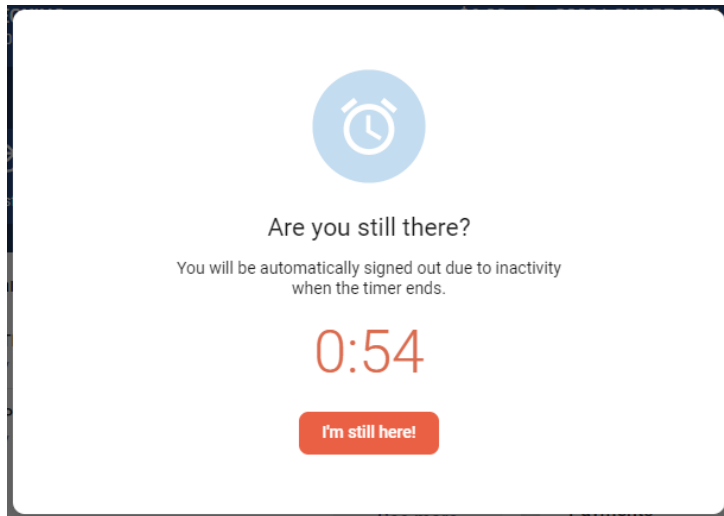 Are you still there?
You will be automatically signed out due to inactivity
when the timer ends.
0:54
I'm still here!